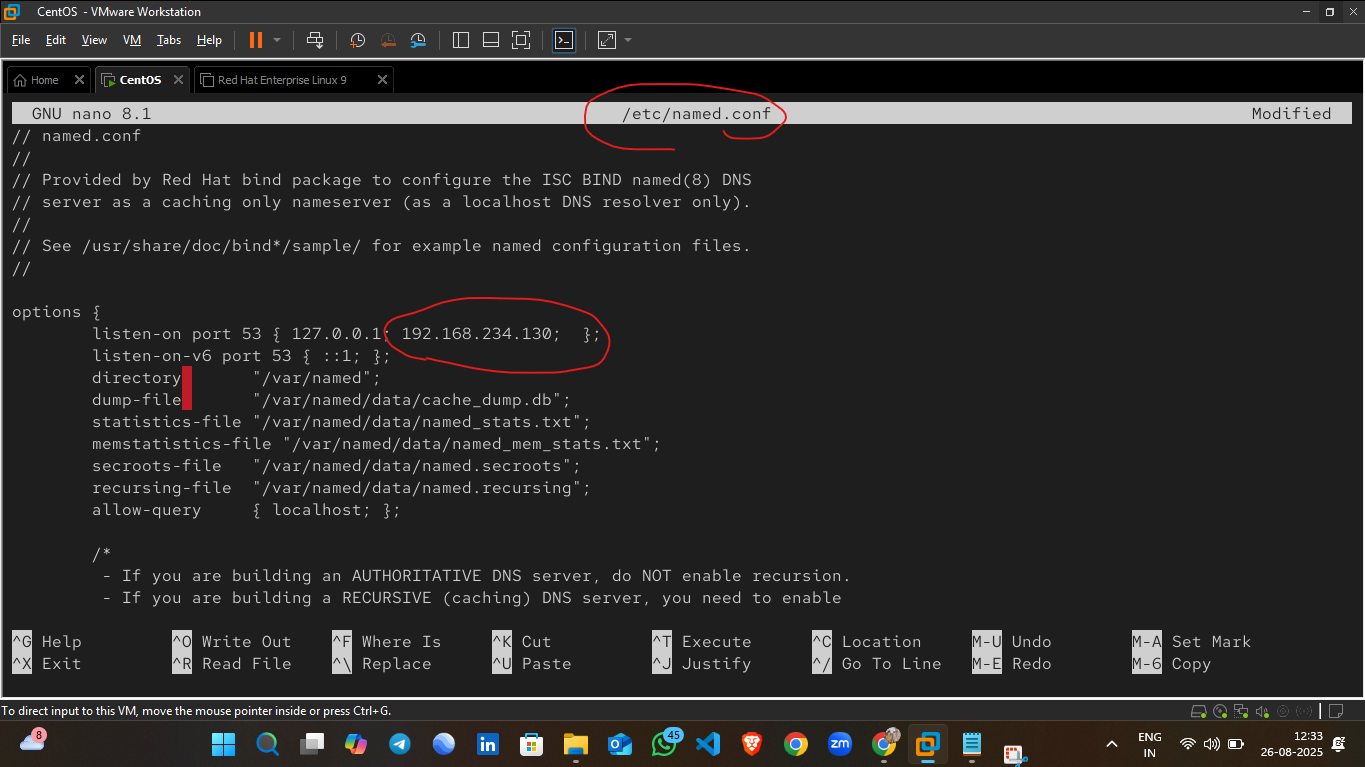 CentOS - VMware Workstation
File Edit View VM Tabs Help
Home CentOS Red Hat Enterprise Linux 9
GNU nano 8.1 /etc/named.conf Modified
// named.conf
//
// Provided by Red Hat bind package to configure the ISC BIND named(8) DNS
// server as a caching only nameserver (as a localhost DNS resolver only).
//
// See /usr/share/doc/bind*/sample/ for example named configuration files.
//
options {
listen-on port 53 { 127.0.0.1; 192.168.234.130; };
listen-on-v6 port 53 { ::1; };
directory "/var/named";
dump-file "/var/named/data/cache_dump.db";
statistics-file "/var/named/data/named_stats.txt";
memstatistics-file "/var/named/data/named_mem_stats.txt";
secroots-file "/var/named/data/named.secroots";
recursing-file "/var/named/data/named.recursing";
allow-query { localhost; };
/*
- If you are building an AUTHORITATIVE DNS server, do NOT enable recursion.
- If you are building a RECURSIVE (caching) DNS server, you need to enable
^G Help ^O Write Out ^F Where Is ^K Cut ^T Execute ^C Location M-U Undo M-A Set Mark
^X Exit ^R Read File ^\ Replace ^U Paste ^J Justify ^/ Go To Line M-E Redo M-6 Copy
To direct input to this VM, move the mouse pointer inside or press Ctrl+G.
8 in 45 zm ENG 12:33
IN 26-08-2025